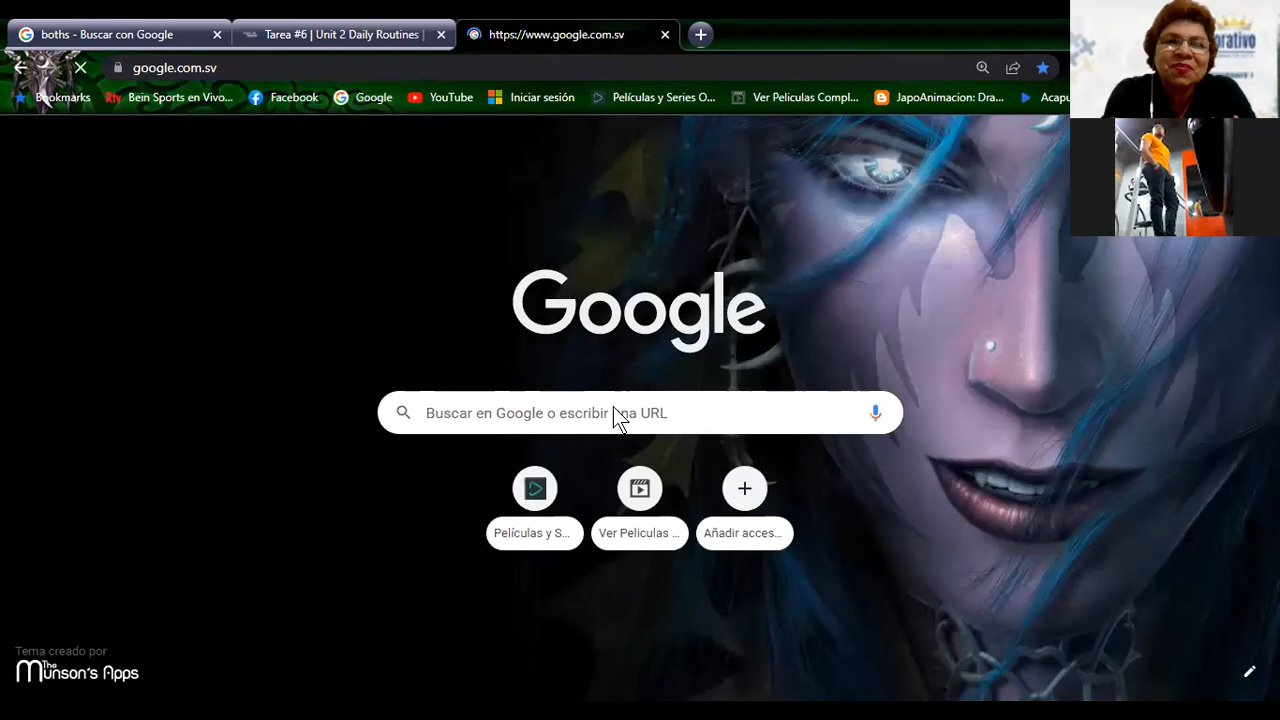 boths - Buscar con Google
Tarea #6 | Unit 2 Daily Routines |
https://www.google.com.sv
google.com.sv
Bookmarks
Rtv
Bein Sports en Vivo...
Facebook
Google
YouTube
Iniciar sesión
Películas y Series O...
Ver Peliculas Compl...
JapoAnimacion: Dra...
Acapu
orativo
Google
Buscar en Google o escribir una URL
Películas y S...
Ver Peliculas ...
Añadir acces...
Tema creado por
The Munson's Apps